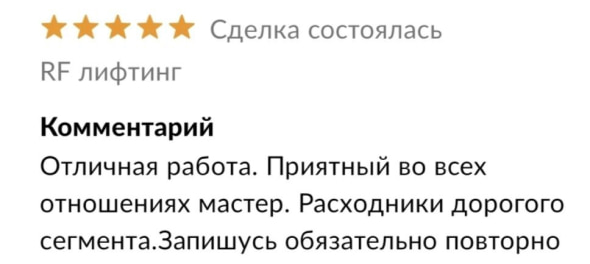 Сделка состоялась
RF лифтинг
Комментарий
Отличная работа. Приятный во всех
отношениях мастер. Расходники дорогого
сегмента.Запишусь обязательно повторно